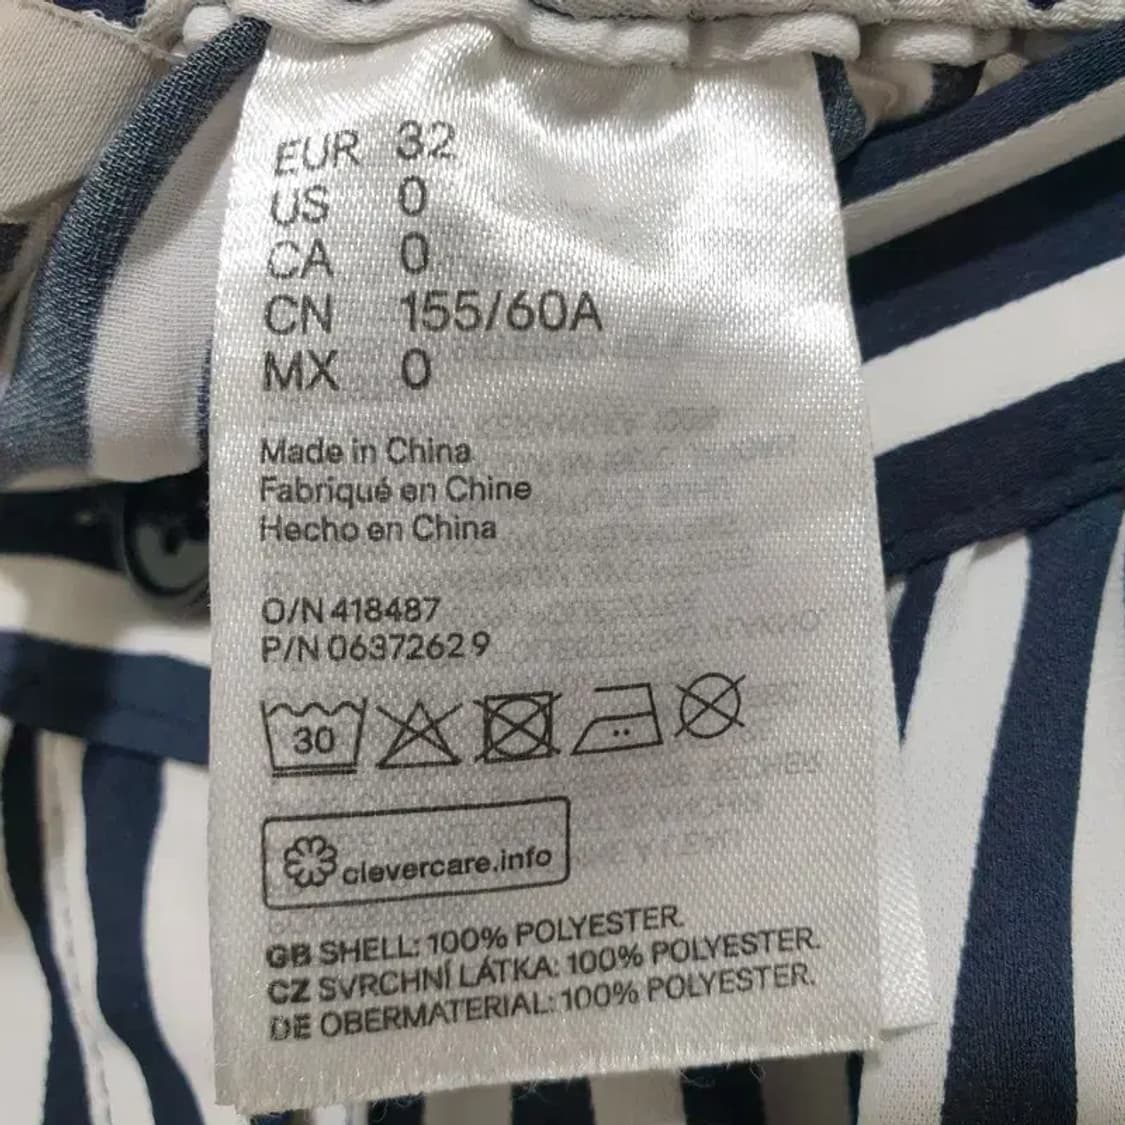 EUR 32
US 0
CA 0
CN 155/60A
MX 0
Made in China
Fabriqué en Chine
Hecho en China
O/N 418487
P/N 06372629
30
clevercare.info
GB SHELL: 100% POLYESTER.
CZ SVRCHNÍ LÁTKA: 100% POLYESTER.
DE OBERMATERIAL: 100% POLYESTER.